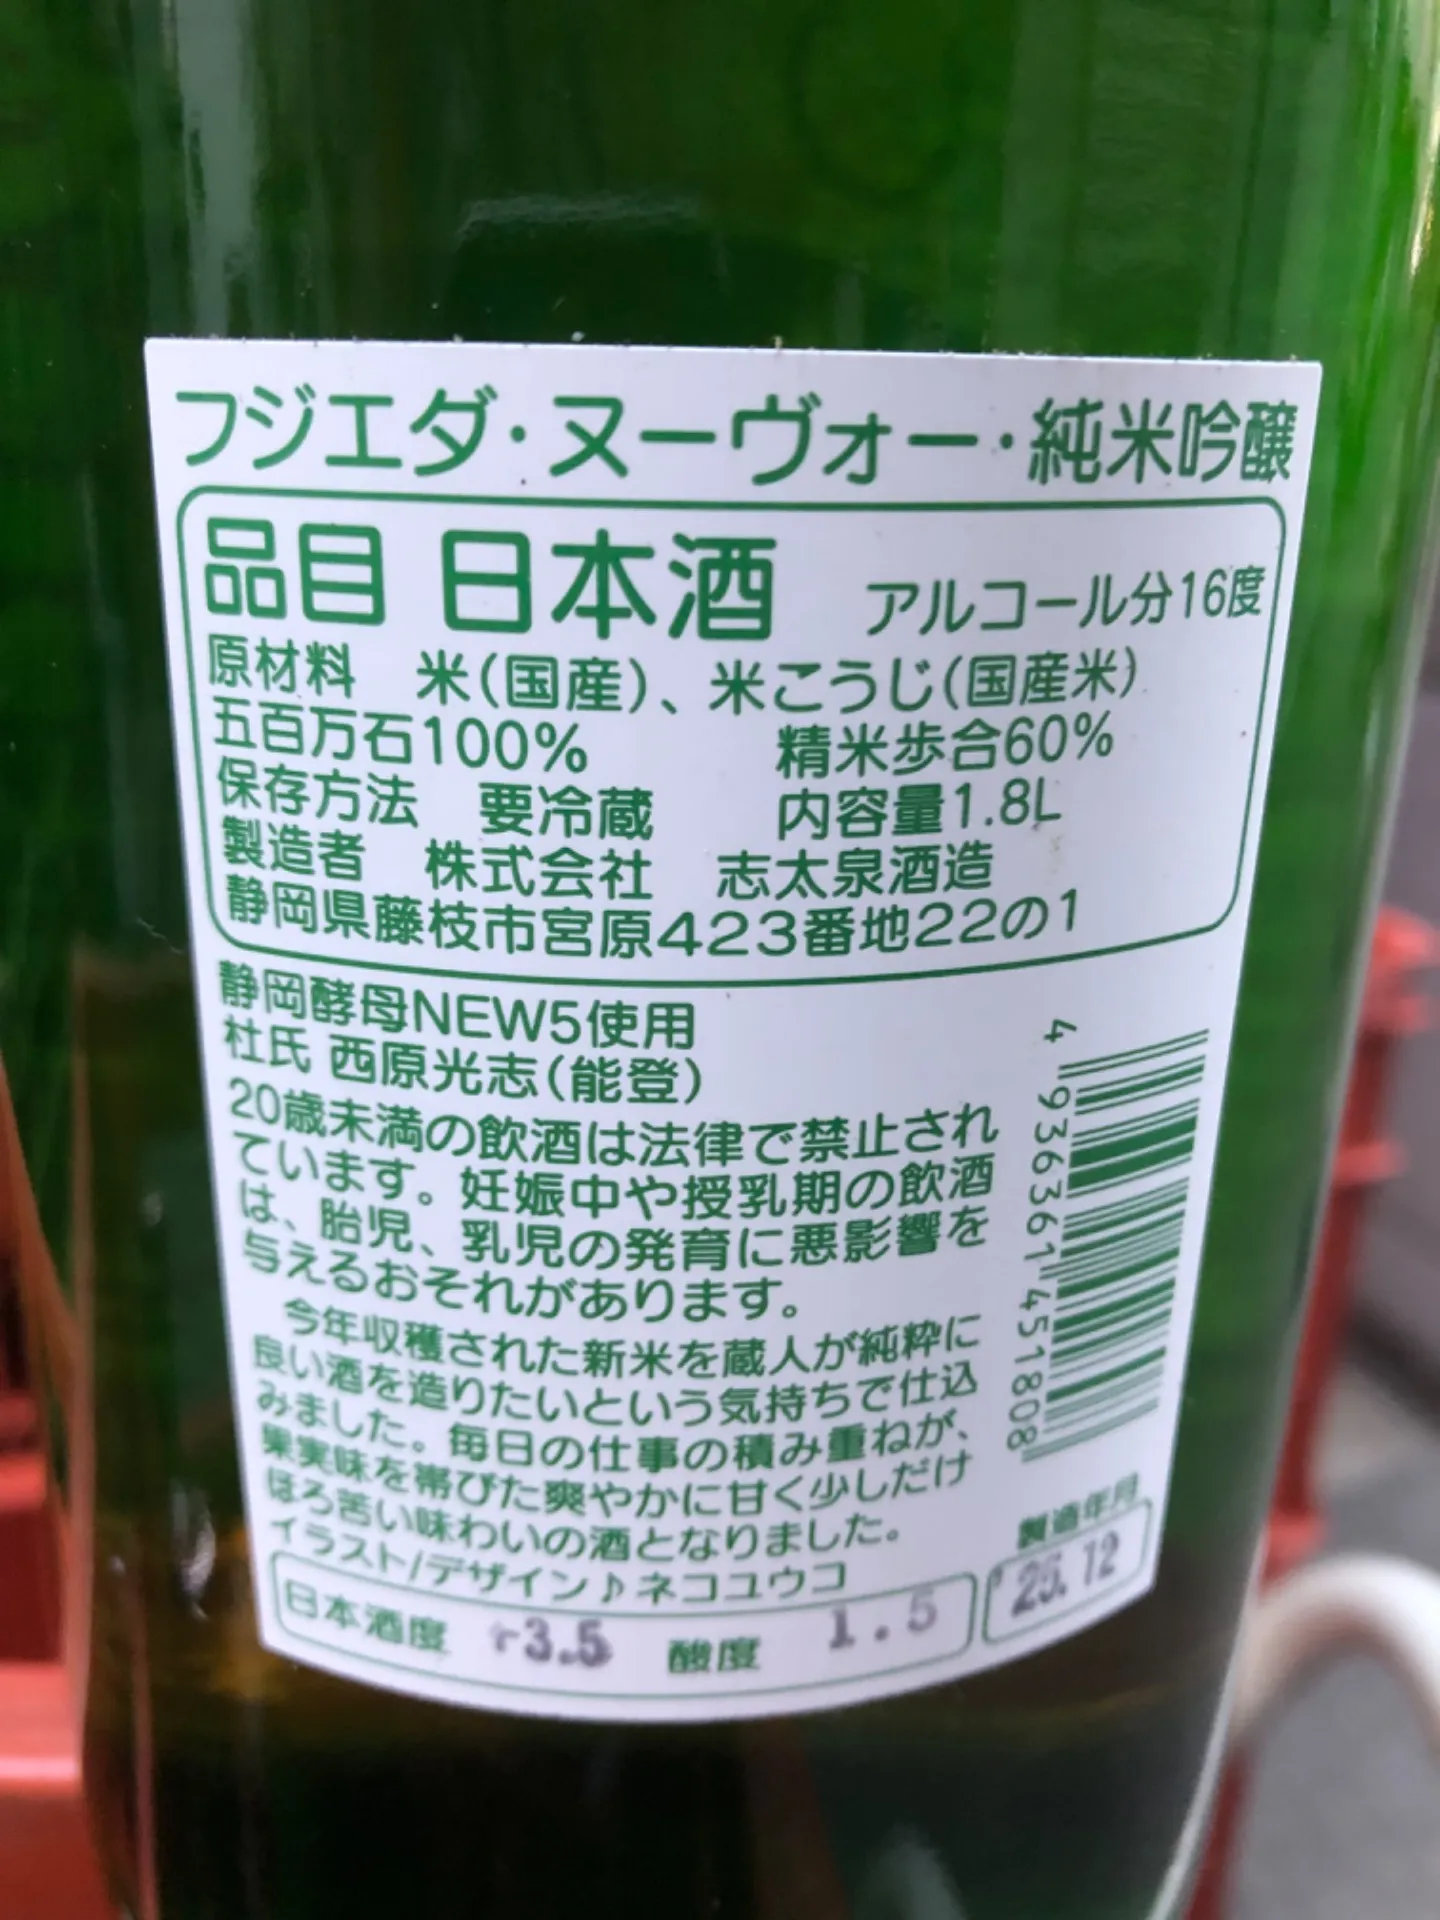 フジエダ・ヌーヴォー・純米吟醸
品目 日本酒 アルコール分16度
原材料 米(国産)、米こうじ(国産米)
五百万石100% 精米歩合60%
保存方法 要冷蔵 内容量1.8L
製造者 株式会社 志太泉酒造
静岡県藤枝市宮原423番地22の1
静岡酵母NEW5使用
杜氏 西原光志(能登)
20歳未満の飲酒は法律で禁止され
ています。妊娠中や授乳期の飲酒
は、胎児、乳児の発育に悪影響を
与えるおそれがあります。
今年収穫された新米を蔵人が純粋に
良い酒を造りたいという気持ちで仕込
みました。毎日の仕事の積み重ねが、
果実味を帯びた爽やかに甘く少しだけ
ほろ苦い味わいの酒となりました。
イラスト/デザイン♪ネコユウコ
日本酒度 +3.5 酸度 1.5
4 936361 451808
製造年月
25.12